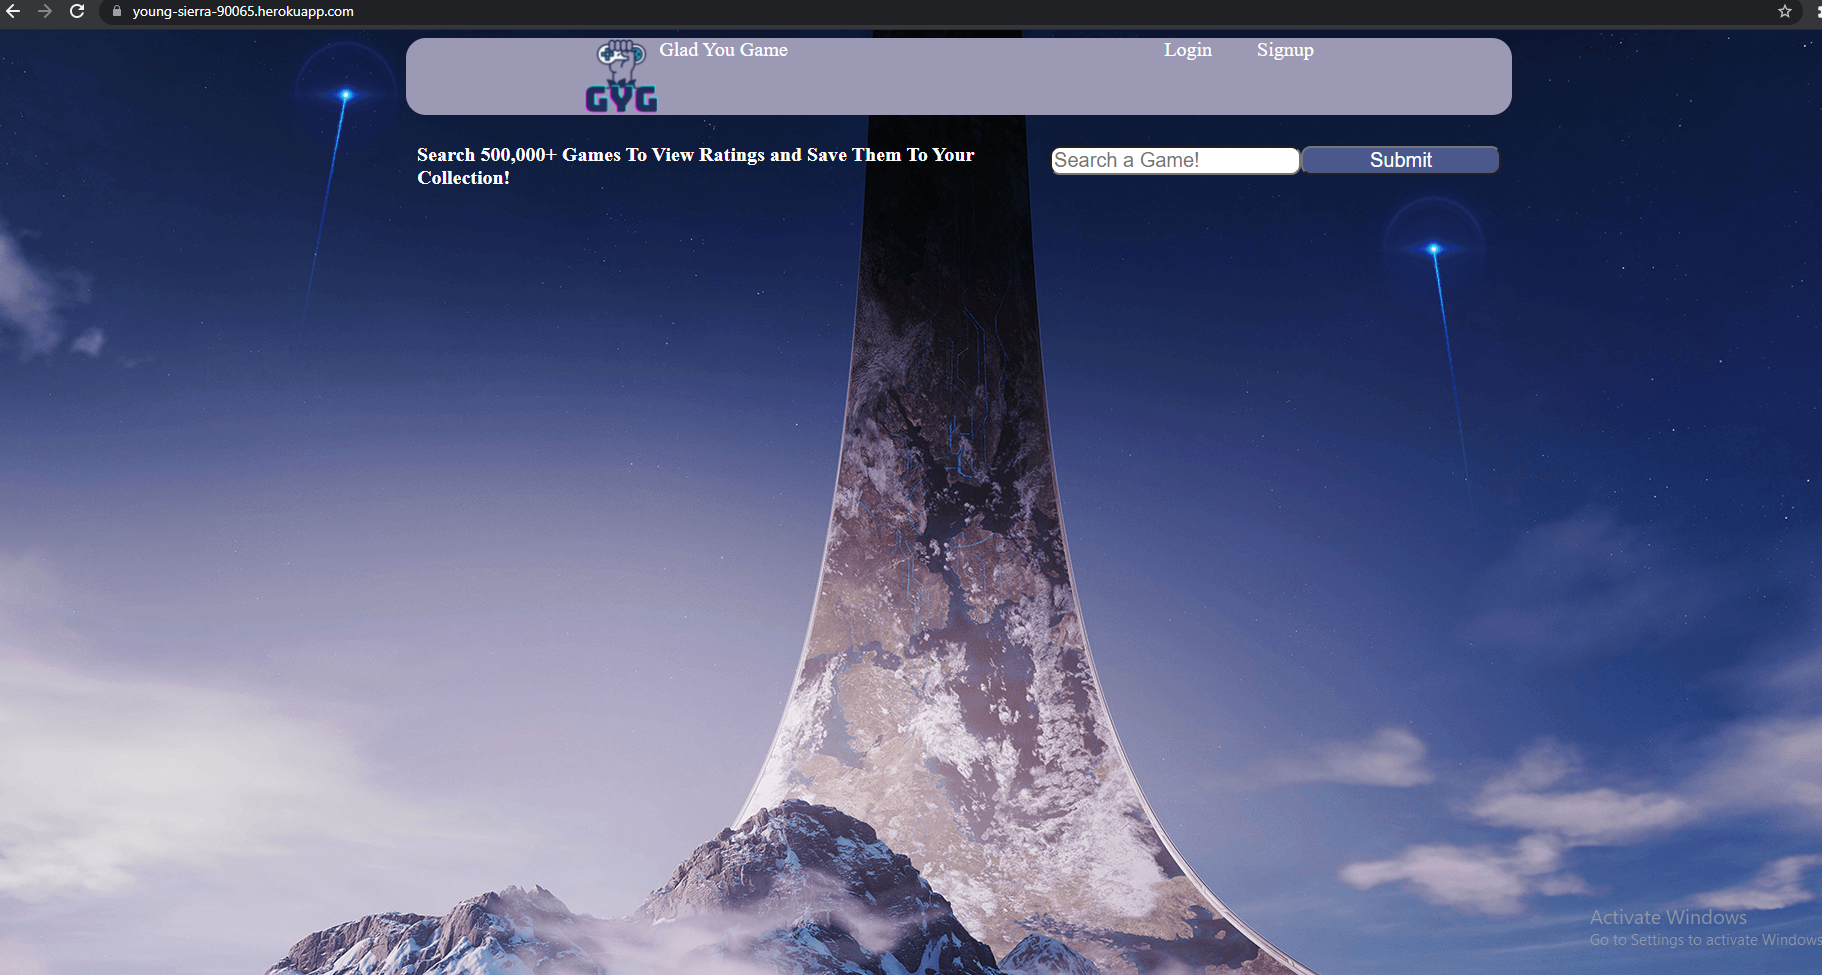 young-sierra-90065.herokuapp.com
Glad You Game
Login
Signup
GYG
Search 500,000+ Games To View Ratings and Save Them To Your
Collection!
Search a Game!
Submit
Activate Windows
Go to Settings to activate Windows